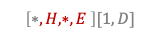 [*, H,*, E ][1, D]